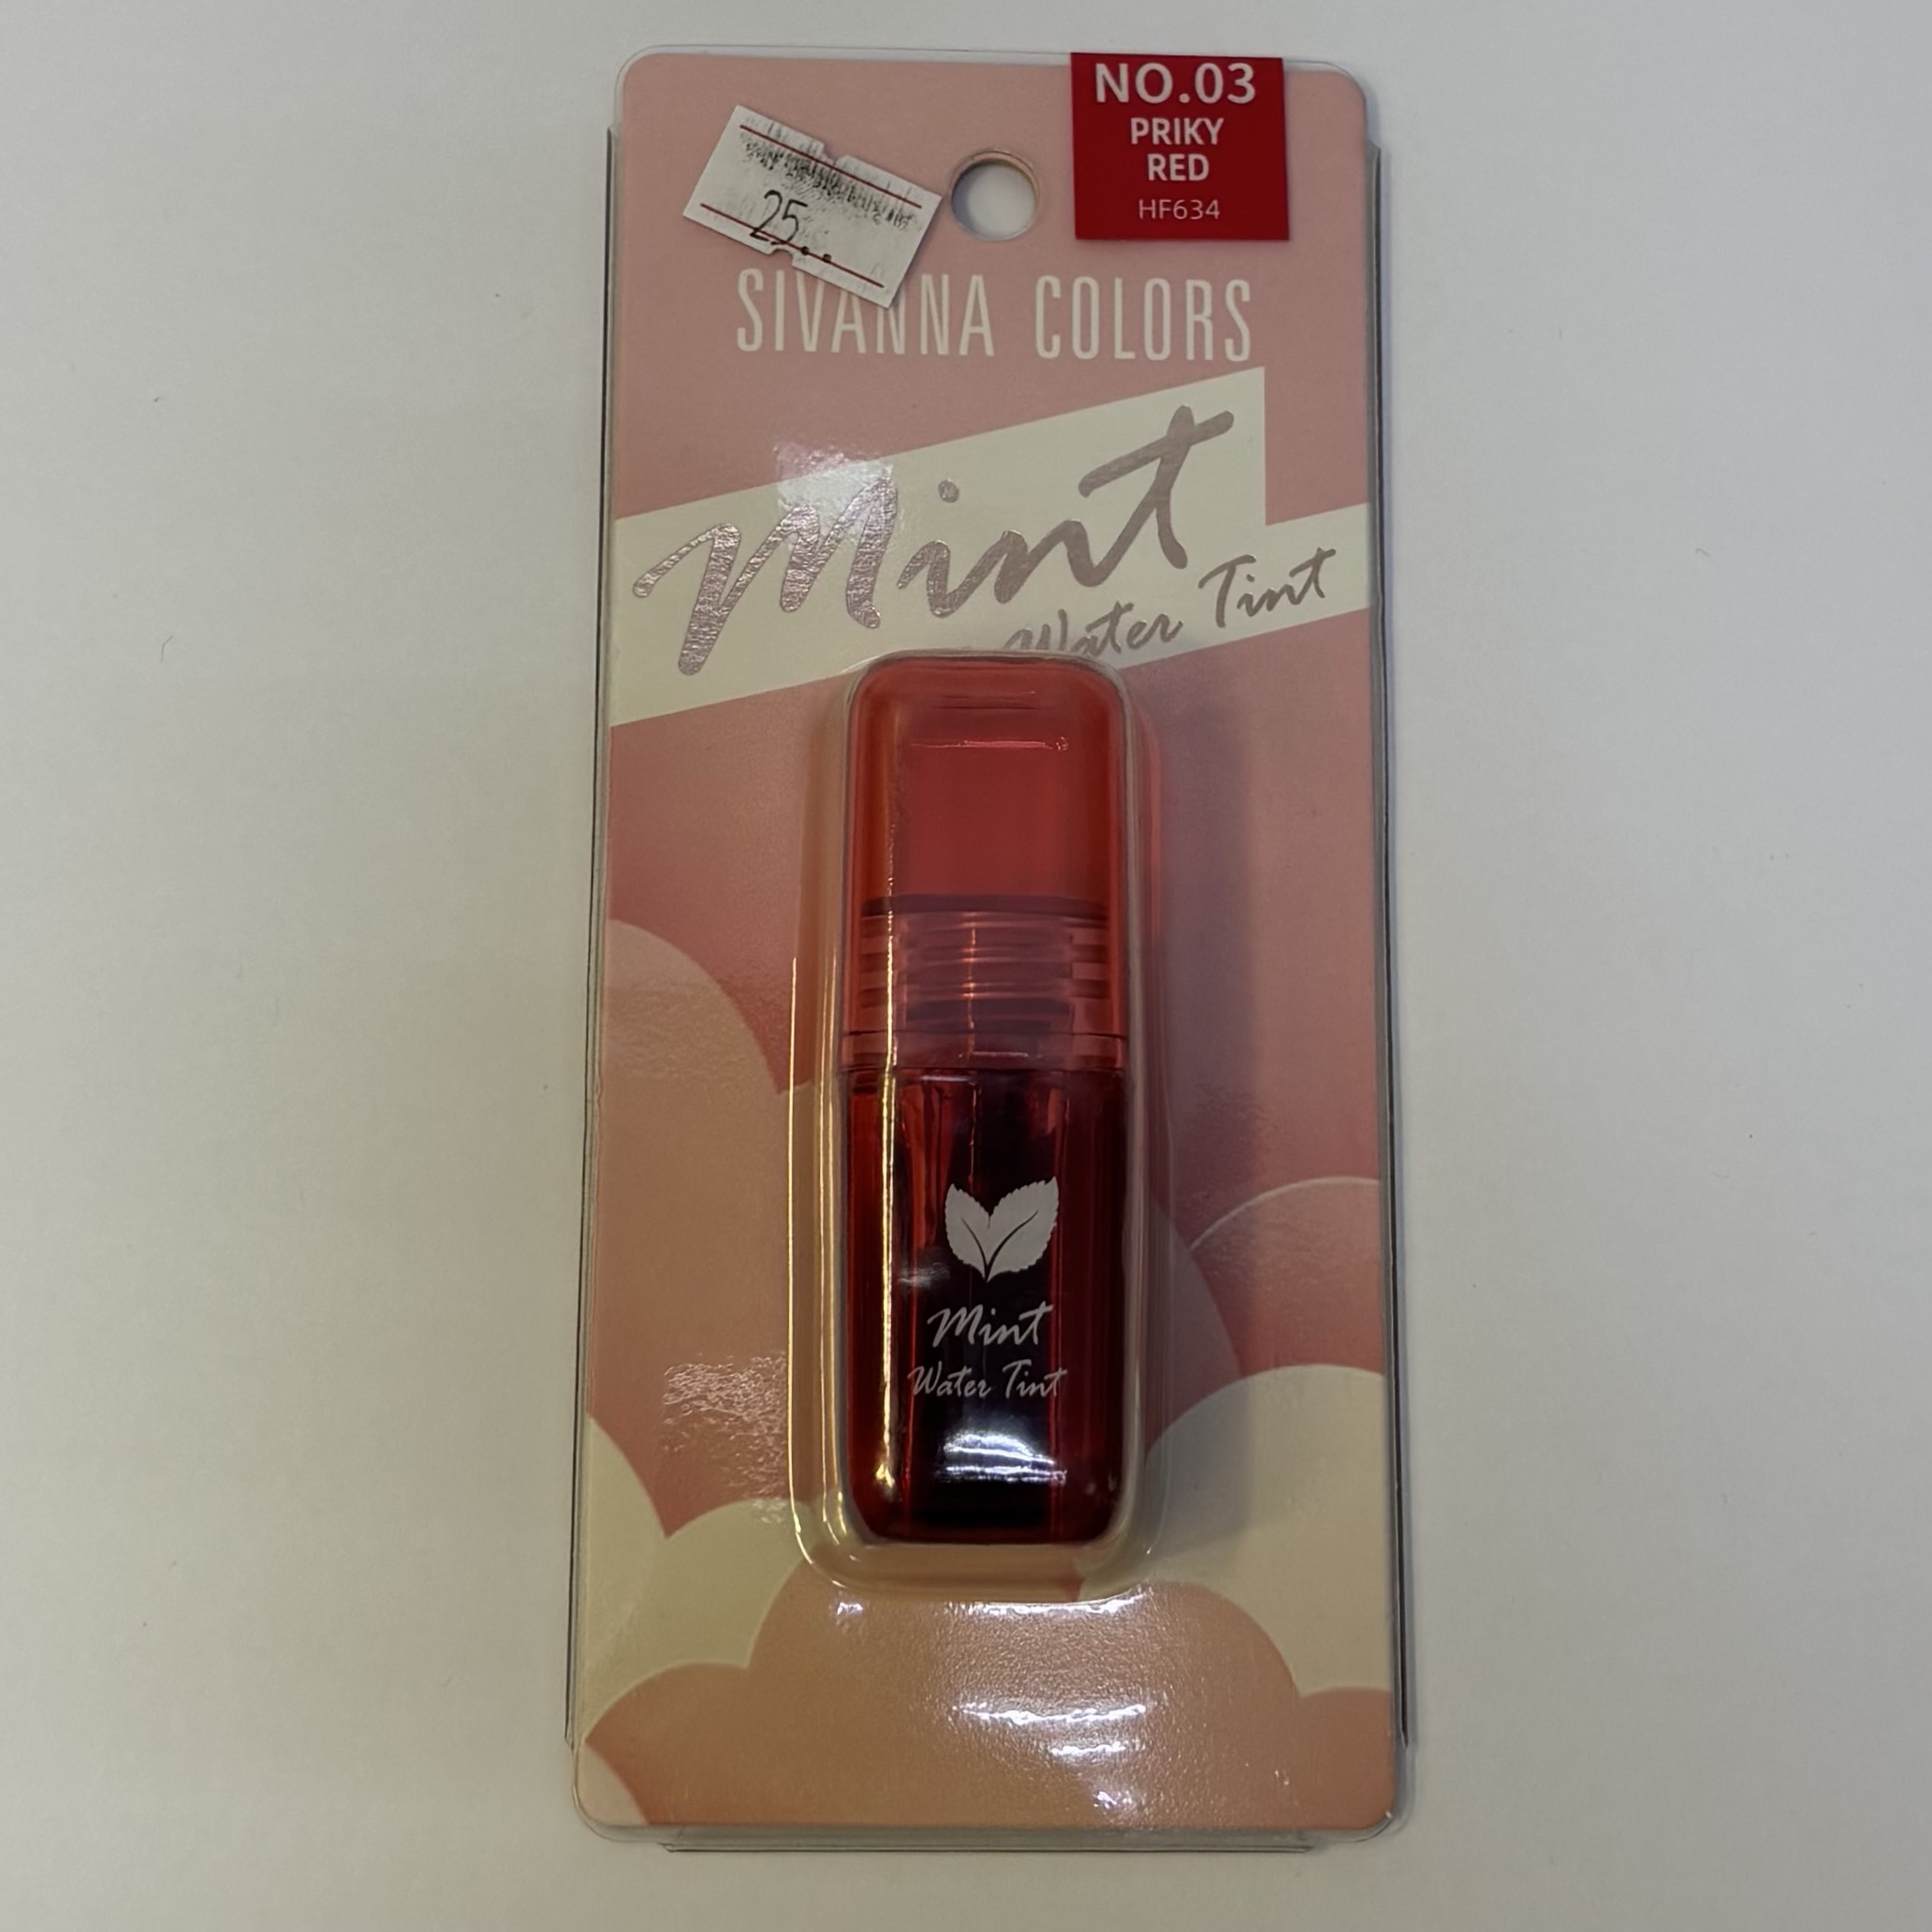 NO.03
PRIKY
RED
HF634
25..
SIVANNA COLORS
Mint
Water Tint
Mint
Water Tint